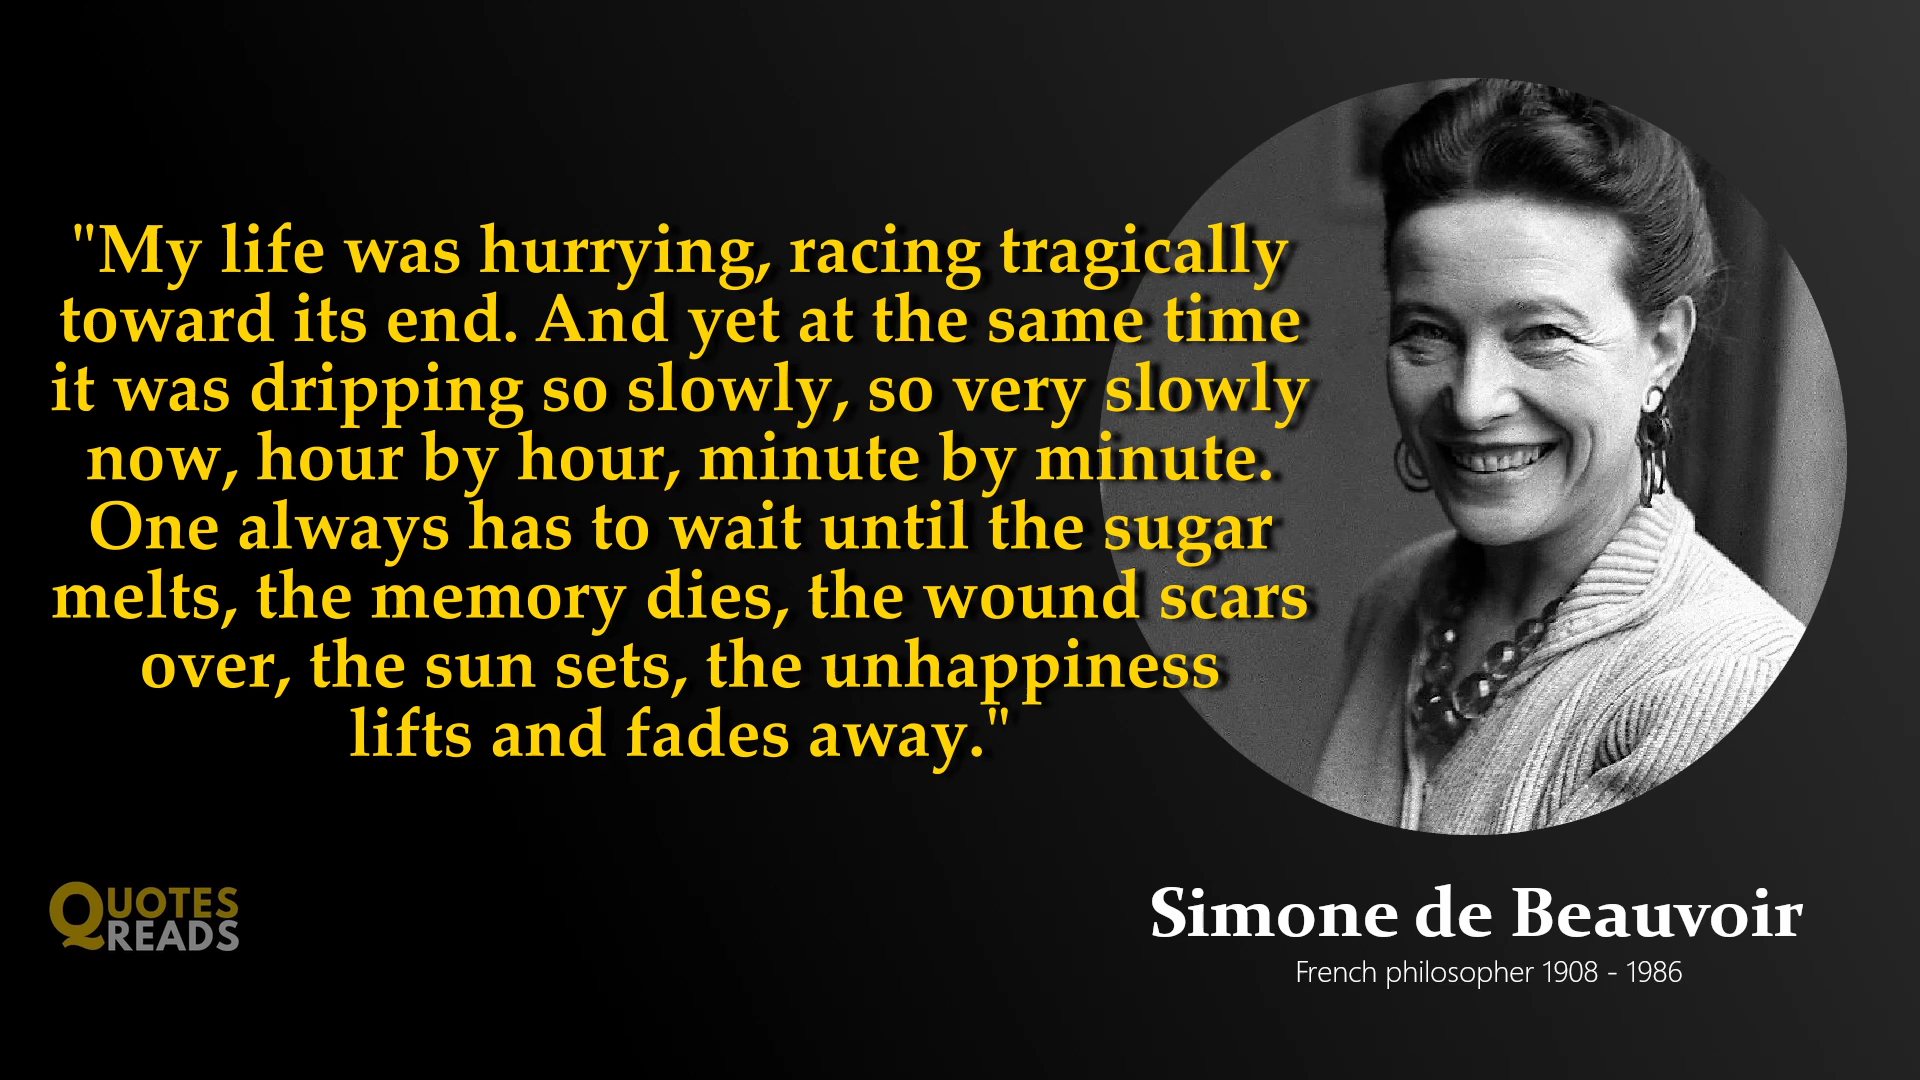 "My life was hurrying, racing tragically
toward its end. And yet at the same time
it was dripping so slowly, so very slowly
now, hour by hour, minute by minute.
One always has to wait until the sugar
melts, the memory dies, the wound scars
over, the sun sets, the unhappiness
lifts and fades away."
QUOTES
READS
Simone de Beauvoir
French philosopher 1908 - 1986